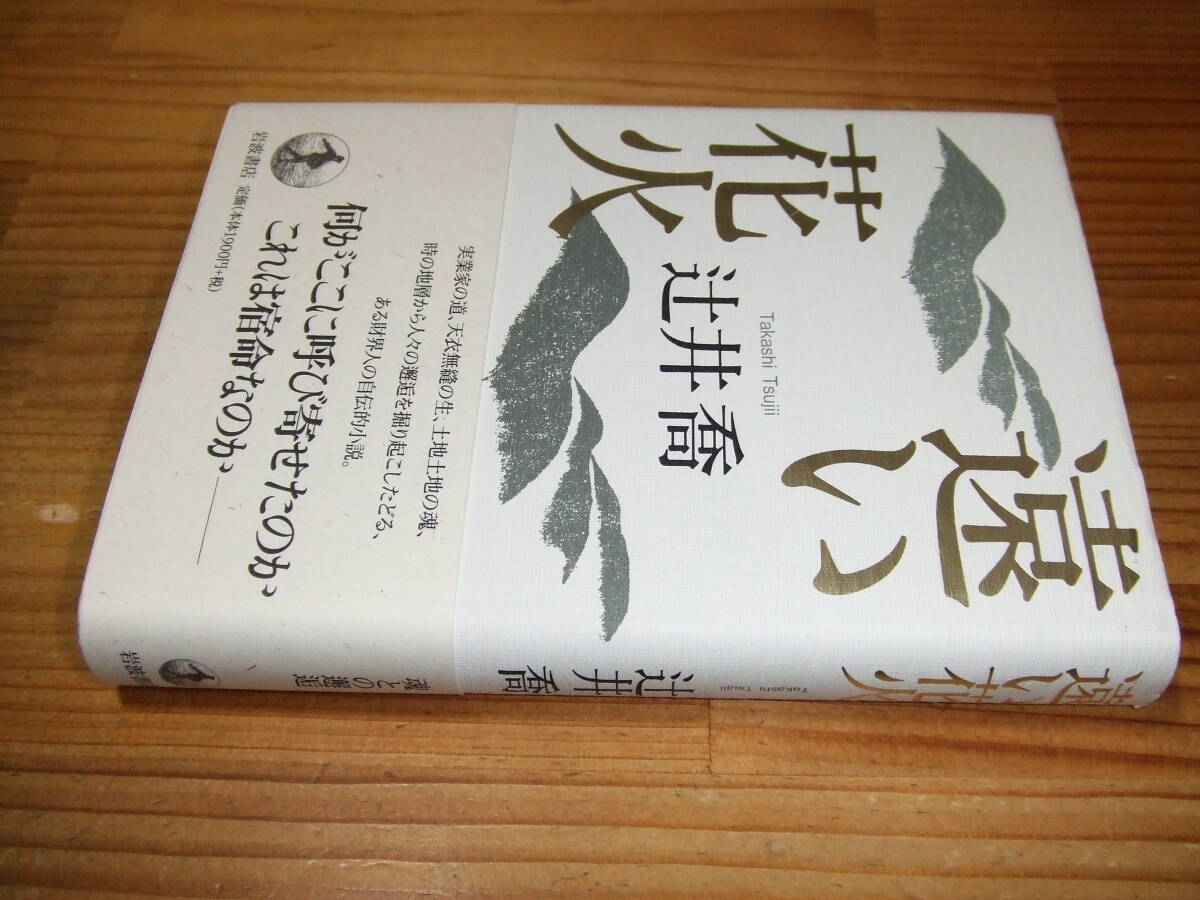 遠い
花火
辻井喬
Takashi Tsujii
実業家の道、天衣無縫の生、土地土地の魂、
時の地層から人々の邂逅を掘り起こしたどる、
ある財界人の自伝的小説。
何がここに呼び寄せたのか
これは宿命なのか──
岩波書店 定価(本体1900円+税)
遠い花火
Takashi Tsujii
辻井喬
魂との邂逅
岩波書